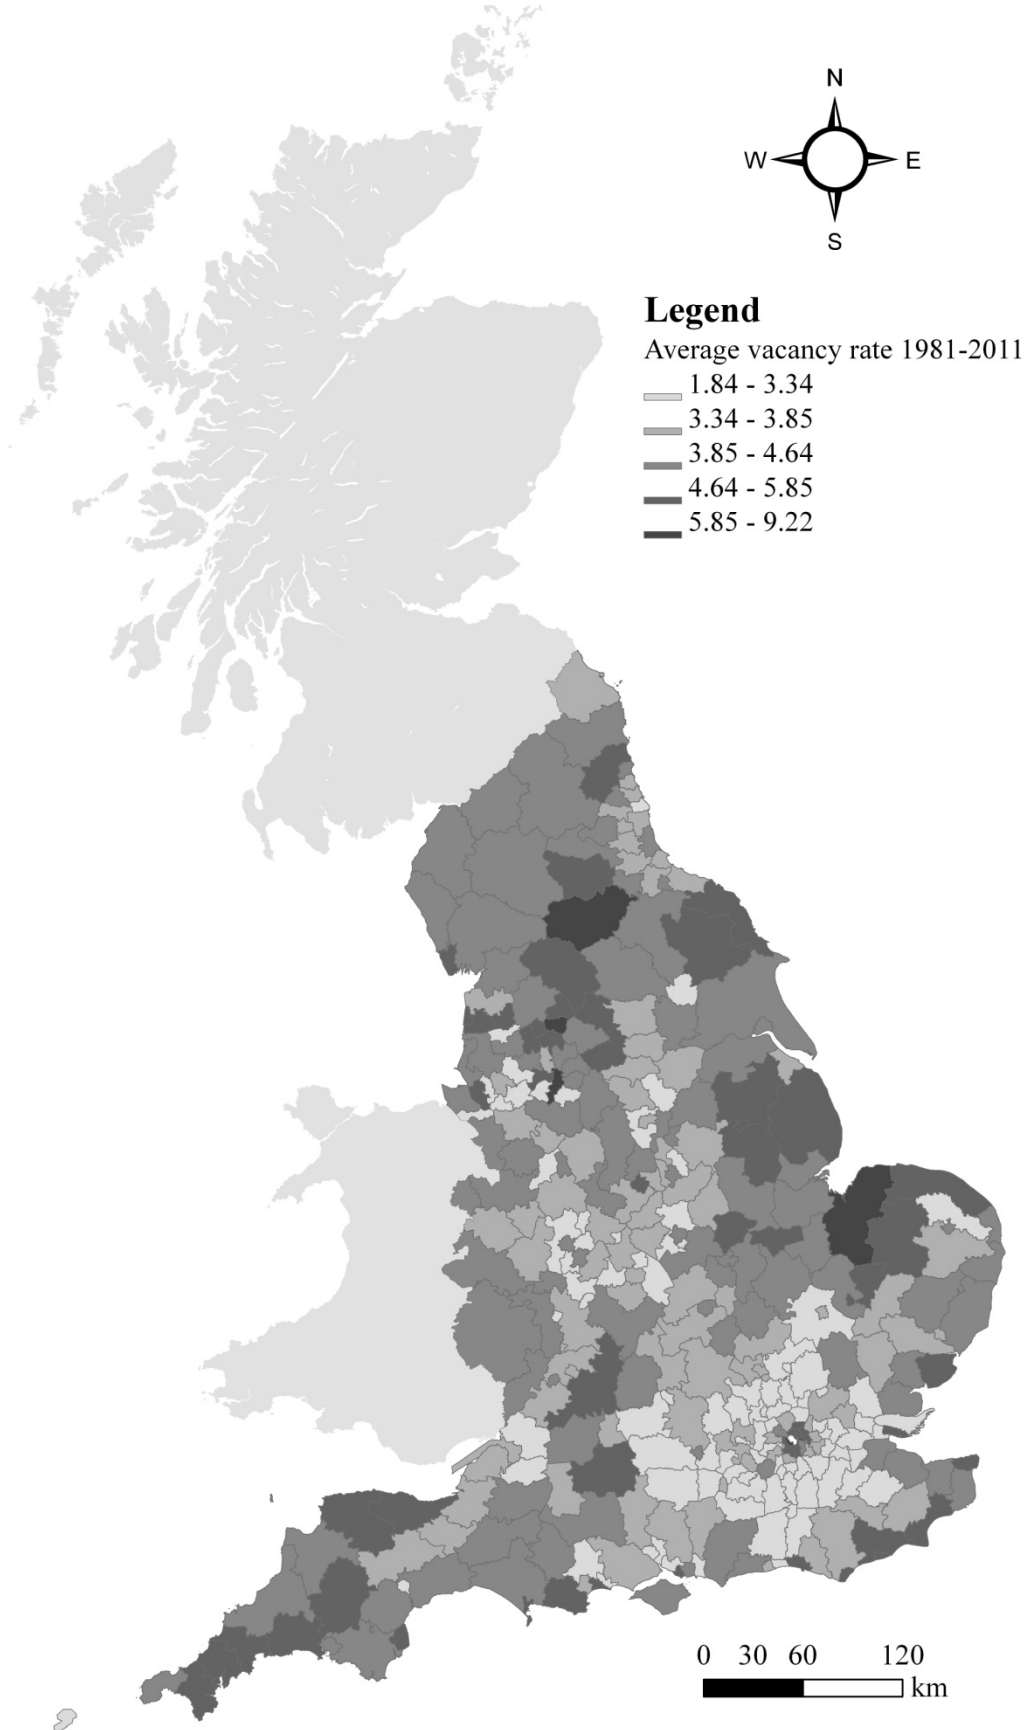 N
W E
S
Legend
Average vacancy rate 1981-2011
1.84 - 3.34
3.34 - 3.85
3.85 - 4.64
4.64 - 5.85
5.85 - 9.22
0 30 60 120
km